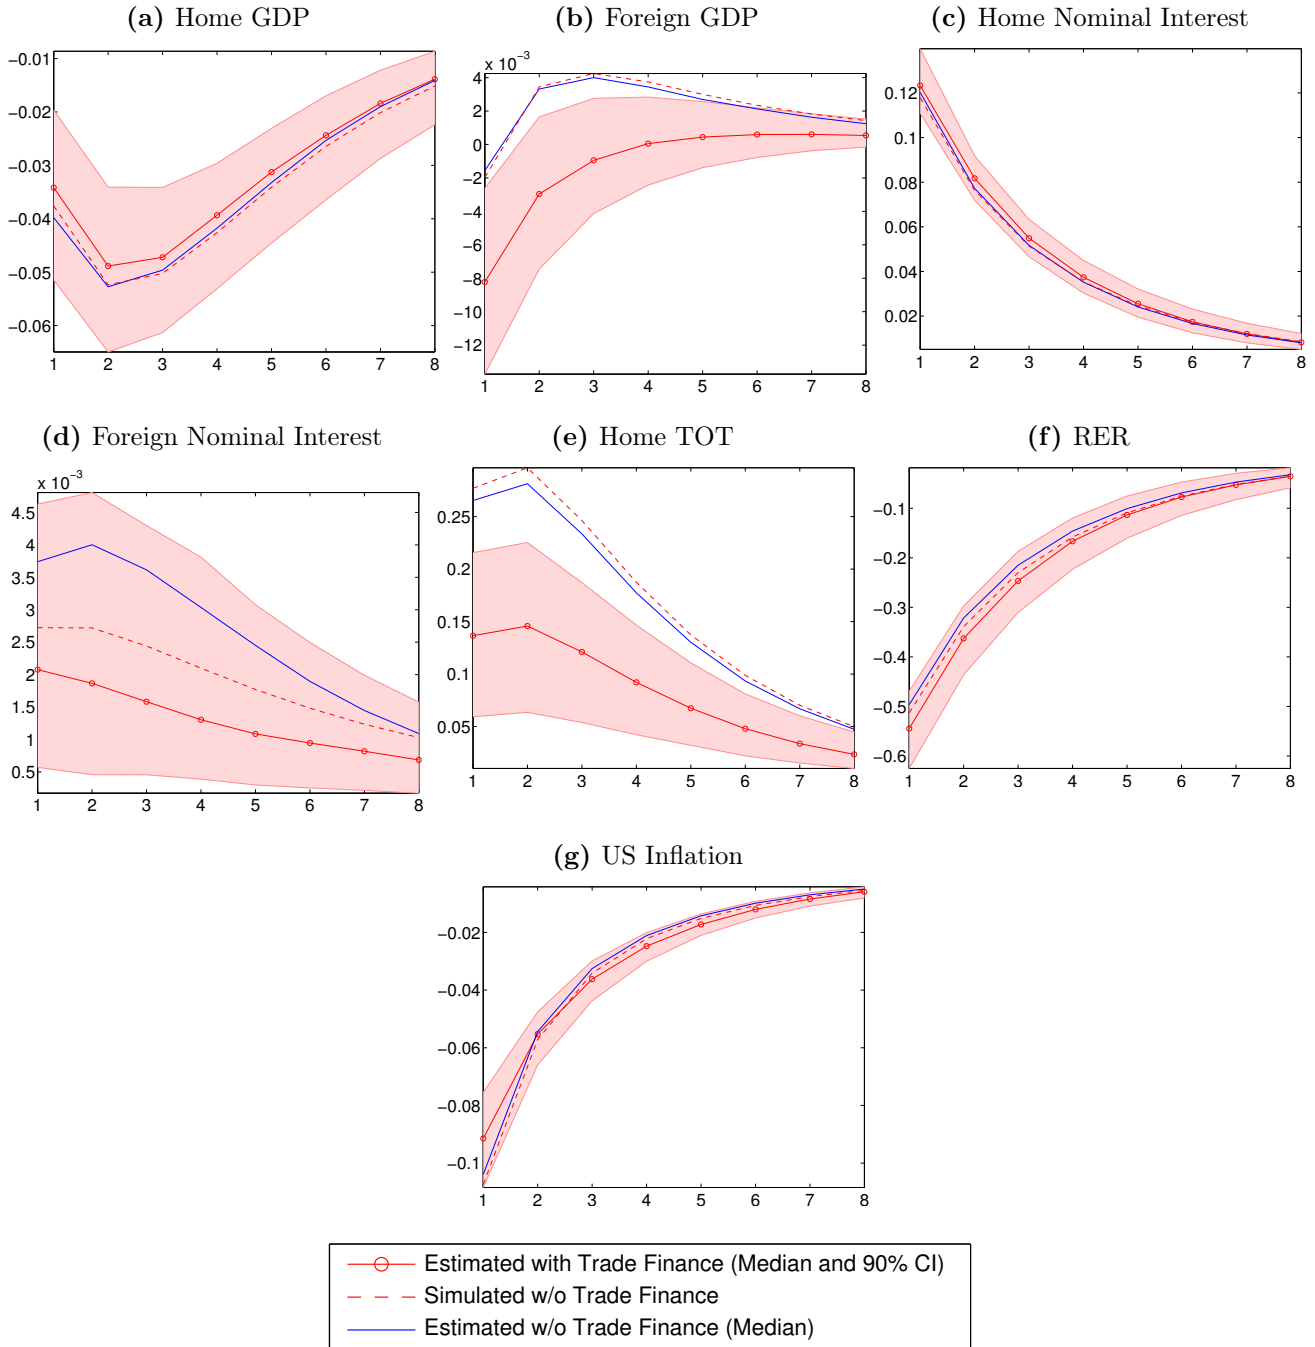 (a) Home GDP
(b) Foreign GDP
(c) Home Nominal Interest
−0.01
−0.02
−0.03
−0.04
−0.05
−0.06
1 2 3 4 5 6 7 8
x 10−3
4
2
0
−2
−4
−6
−8
−10
−12
1 2 3 4 5 6 7 8
0.12
0.1
0.08
0.06
0.04
0.02
1 2 3 4 5 6 7 8
(d) Foreign Nominal Interest
(e) Home TOT
(f) RER
x 10−3
4.5
4
3.5
3
2.5
2
1.5
1
0.5
1 2 3 4 5 6 7 8
0.25
0.2
0.15
0.1
0.05
1 2 3 4 5 6 7 8
−0.1
−0.2
−0.3
−0.4
−0.5
−0.6
1 2 3 4 5 6 7 8
(g) US Inflation
−0.02
−0.04
−0.06
−0.08
−0.1
1 2 3 4 5 6 7 8
Estimated with Trade Finance (Median and 90% CI)
Simulated w/o Trade Finance
Estimated w/o Trade Finance (Median)